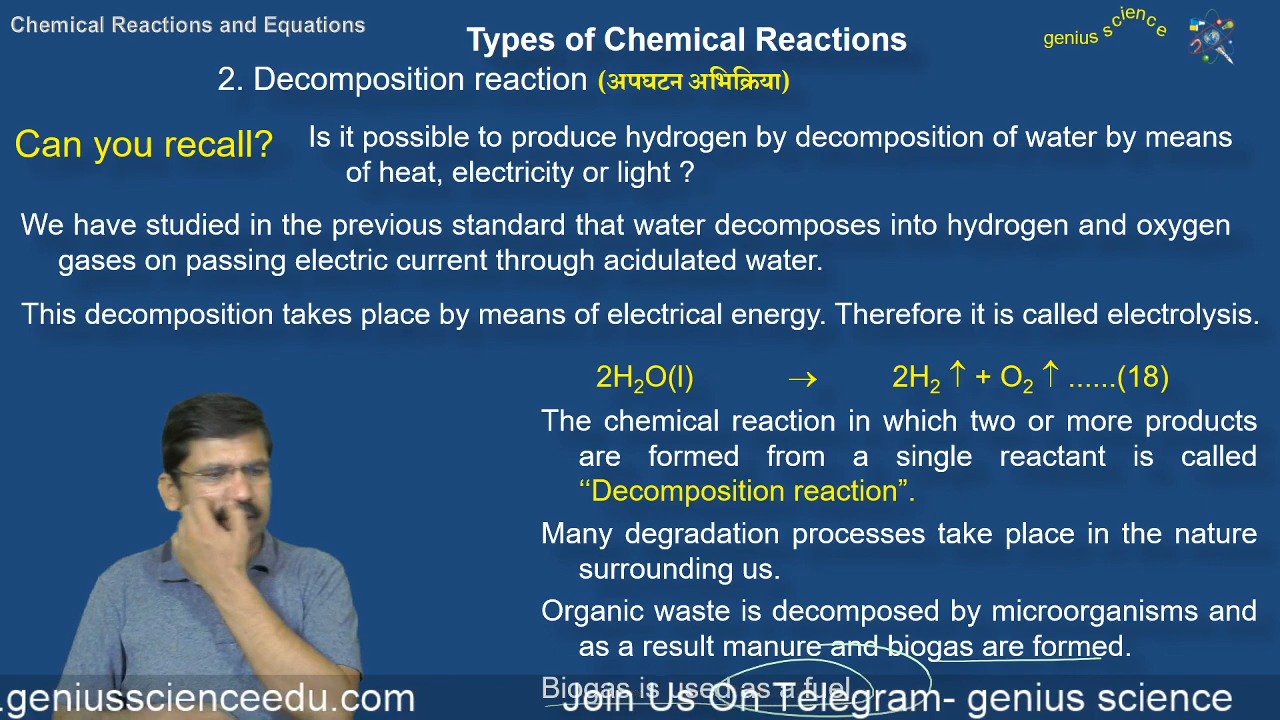 Chemical Reactions and Equations
genius science
Types of Chemical Reactions
2. Decomposition reaction (अपघटन अभिक्रिया)
Can you recall?
Is it possible to produce hydrogen by decomposition of water by means
of heat, electricity or light ?
We have studied in the previous standard that water decomposes into hydrogen and oxygen
gases on passing electric current through acidulated water.
This decomposition takes place by means of electrical energy. Therefore it is called electrolysis.
2H₂O(l) → 2H₂ ↑ + O₂ ↑ ......(18)
The chemical reaction in which two or more products
are formed from a single reactant is called
‘‘Decomposition reaction”.
Many degradation processes take place in the nature
surrounding us.
Organic waste is decomposed by microorganisms and
as a result manure and biogas are formed.
Biogas is used as a fuel
.geniusscienceedu.com
Join Us On Telegram- genius science